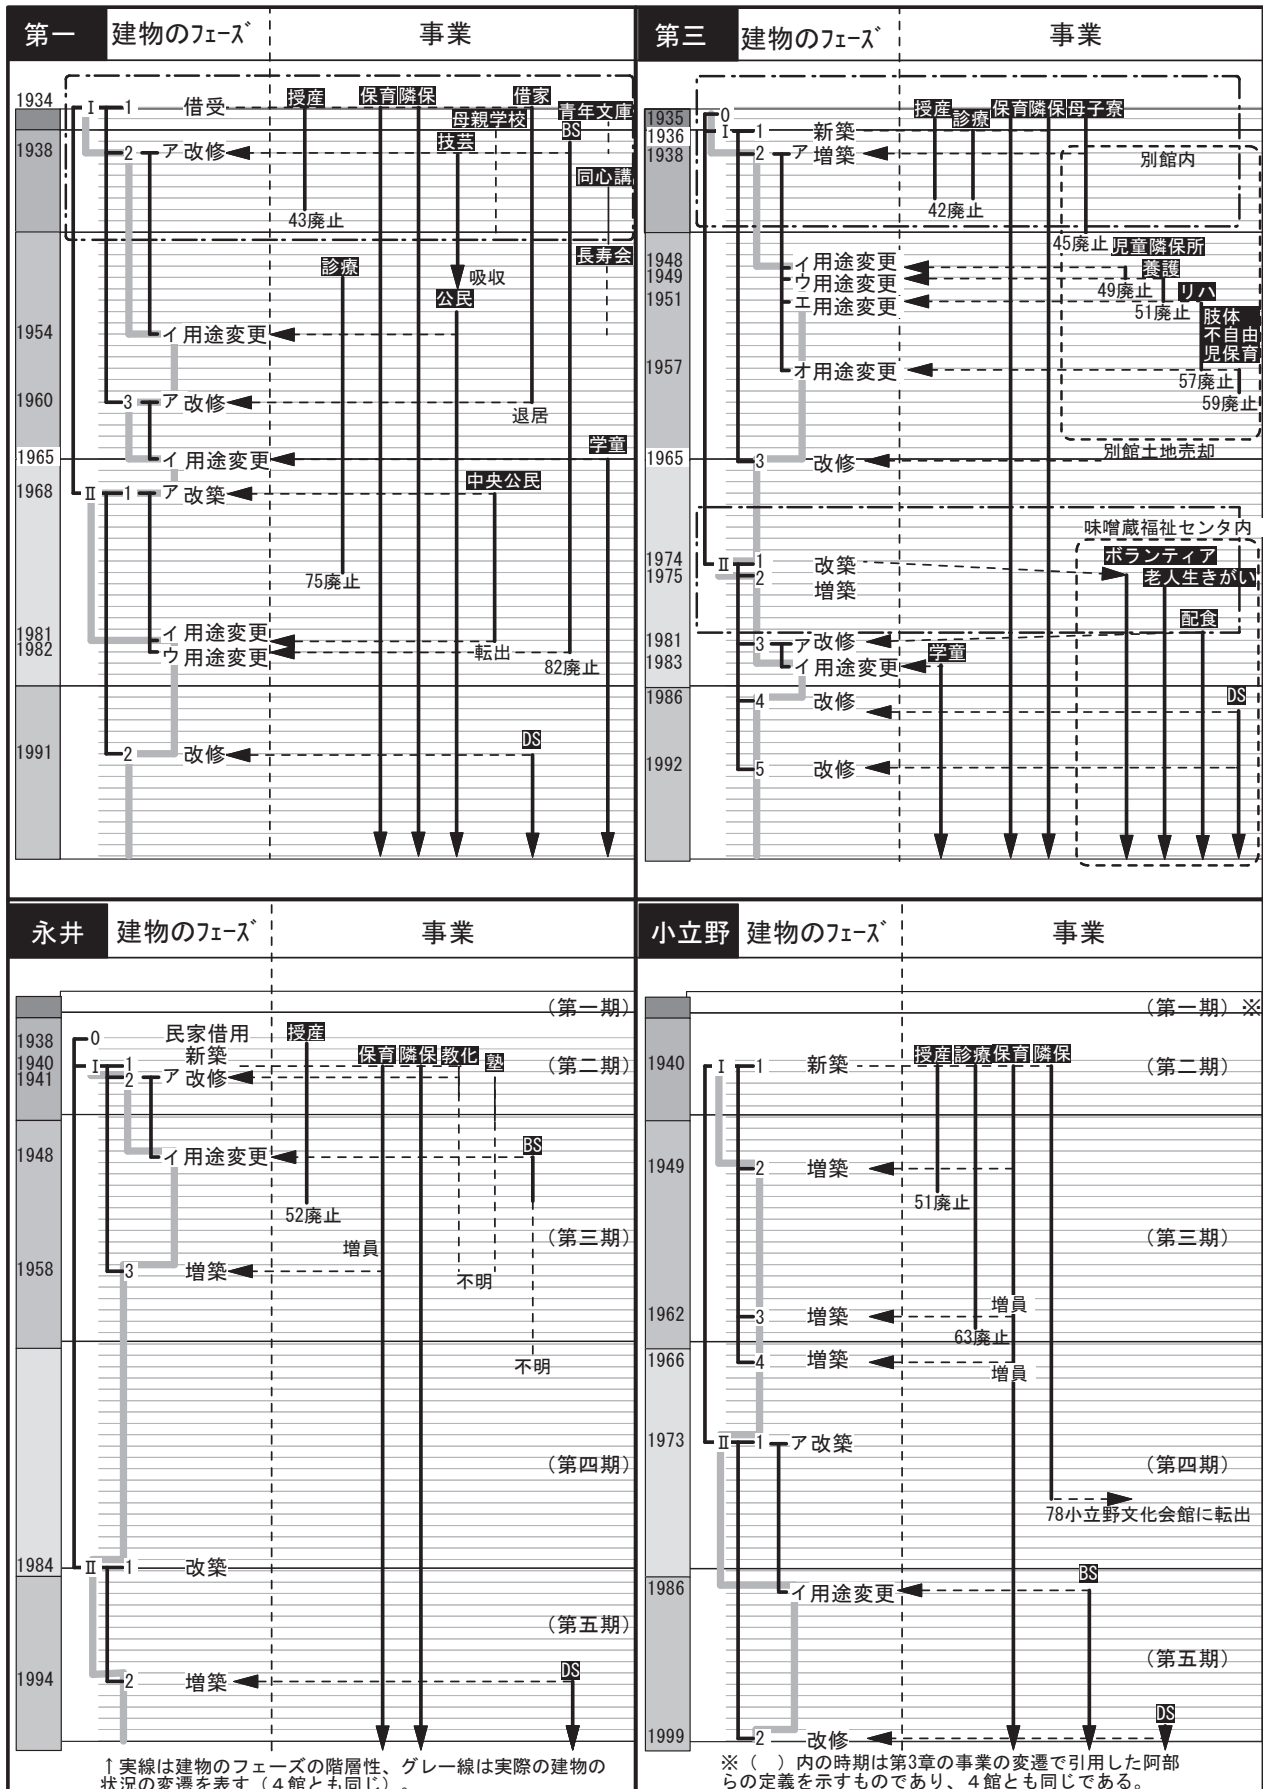 第一 建物のフェーズ 事業
1934 Ⅰ 1 借受 授産 保育 隣保 借家
母親学校 青年文庫
BS
技芸
1938 2 ア 改修
同心講
43廃止
長寿会
診療
吸収
公民
1954 イ 用途変更
1960 3 ア 改修
退居
1965 イ 用途変更 学童
1968 Ⅱ 1 ア 改築 中央公民
75廃止
1981 イ 用途変更
1982 ウ 用途変更 転出
82廃止
DS
1991 2 改修
第三 建物のフェーズ 事業
1935 0 授産 診療 保育 隣保 母子寮
1936 Ⅰ 1 新築
1938 2 ア 増築 別館内
42廃止
45廃止 児童隣保所
1948 イ 用途変更 養護
1949 ウ 用途変更 49廃止 リハ
1951 エ 用途変更 51廃止
肢体
不自由
児保育
1957 オ 用途変更 57廃止
59廃止
1965 3 改修 別館土地売却
味噌蔵福祉センタ内
1974 Ⅱ 1 改築 ボランティア
1975 2 増築 老人生きがい
配食
1981 3 ア 改修
1983 イ 用途変更 学童
1986 4 改修 DS
1992 5 改修
永井 建物のフェーズ 事業
(第一期)
1938 0 民家借用 授産
1940 Ⅰ 1 新築 保育 隣保 教化 塾 (第二期)
1941 2 ア 改修
1948 イ 用途変更 BS
52廃止
(第三期)
増員
1958 3 増築
不明
不明
(第四期)
1984 Ⅱ 1 改築
(第五期)
DS
1994 2 増築
↑実線は建物のフェーズの階層性、グレー線は実際の建物の
状況の変遷を表す（4館とも同じ）。
小立野 建物のフェーズ 事業
(第一期) ※
1940 Ⅰ 1 新築 授産 診療 保育 隣保 (第二期)
1949 2 増築
51廃止
(第三期)
増員
1962 3 増築
63廃止
1966 4 増築
増員
1973 Ⅱ 1 ア 改築
(第四期)
78小立野文化会館に転出
BS
1986 イ 用途変更
(第五期)
DS
1999 2 改修
※（　）内の時期は第3章の事業の変遷で引用した阿部
らの定義を示すものであり、4館とも同じである。